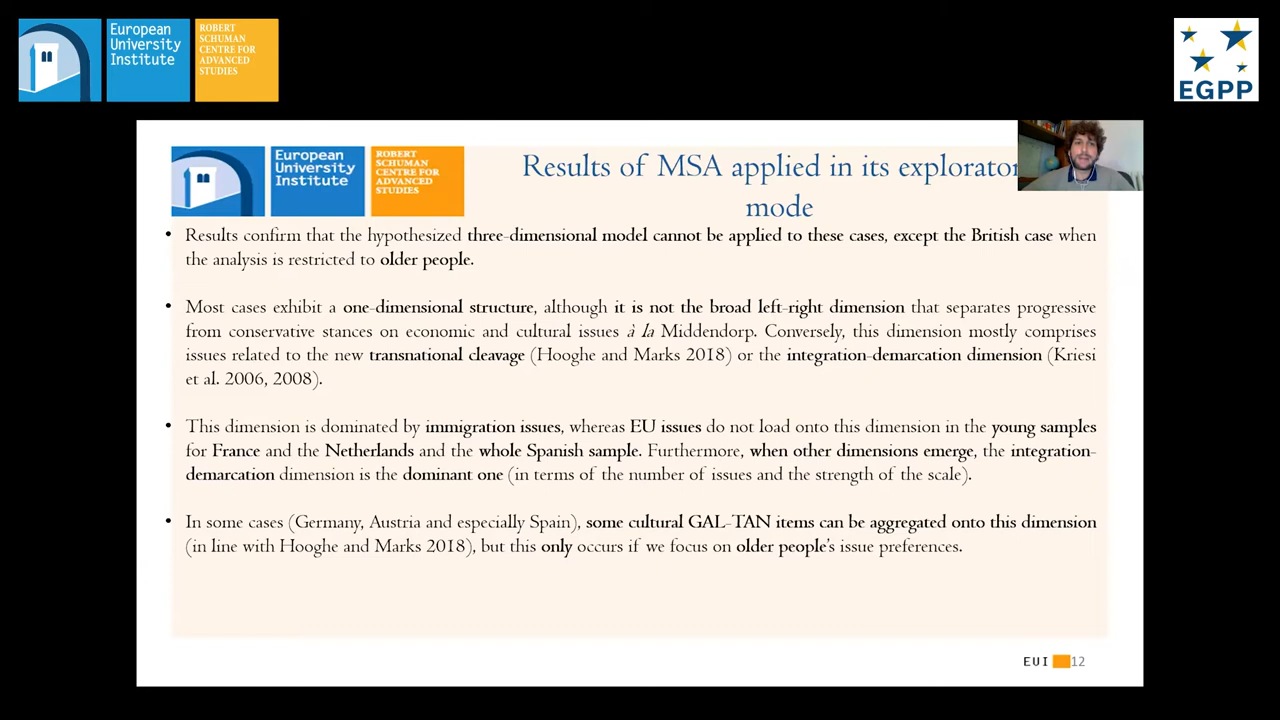 European
University
Institute
ROBERT
SCHUMAN
CENTRE FOR
ADVANCED
STUDIES
EGPP
European
University
Institute
ROBERT
SCHUMAN
CENTRE FOR
ADVANCED
STUDIES
Results of MSA applied in its explorator
mode
• Results confirm that the hypothesized three-dimensional model cannot be applied to these cases, except the British case when
the analysis is restricted to older people.
• Most cases exhibit a one-dimensional structure, although it is not the broad left-right dimension that separates progressive
from conservative stances on economic and cultural issues à la Middendorp. Conversely, this dimension mostly comprises
issues related to the new transnational cleavage (Hooghe and Marks 2018) or the integration-demarcation dimension (Kriesi
et al. 2006, 2008).
• This dimension is dominated by immigration issues, whereas EU issues do not load onto this dimension in the young samples
for France and the Netherlands and the whole Spanish sample. Furthermore, when other dimensions emerge, the integration-
demarcation dimension is the dominant one (in terms of the number of issues and the strength of the scale).
• In some cases (Germany, Austria and especially Spain), some cultural GAL-TAN items can be aggregated onto this dimension
(in line with Hooghe and Marks 2018), but this only occurs if we focus on older people's issue preferences.
EUI 12